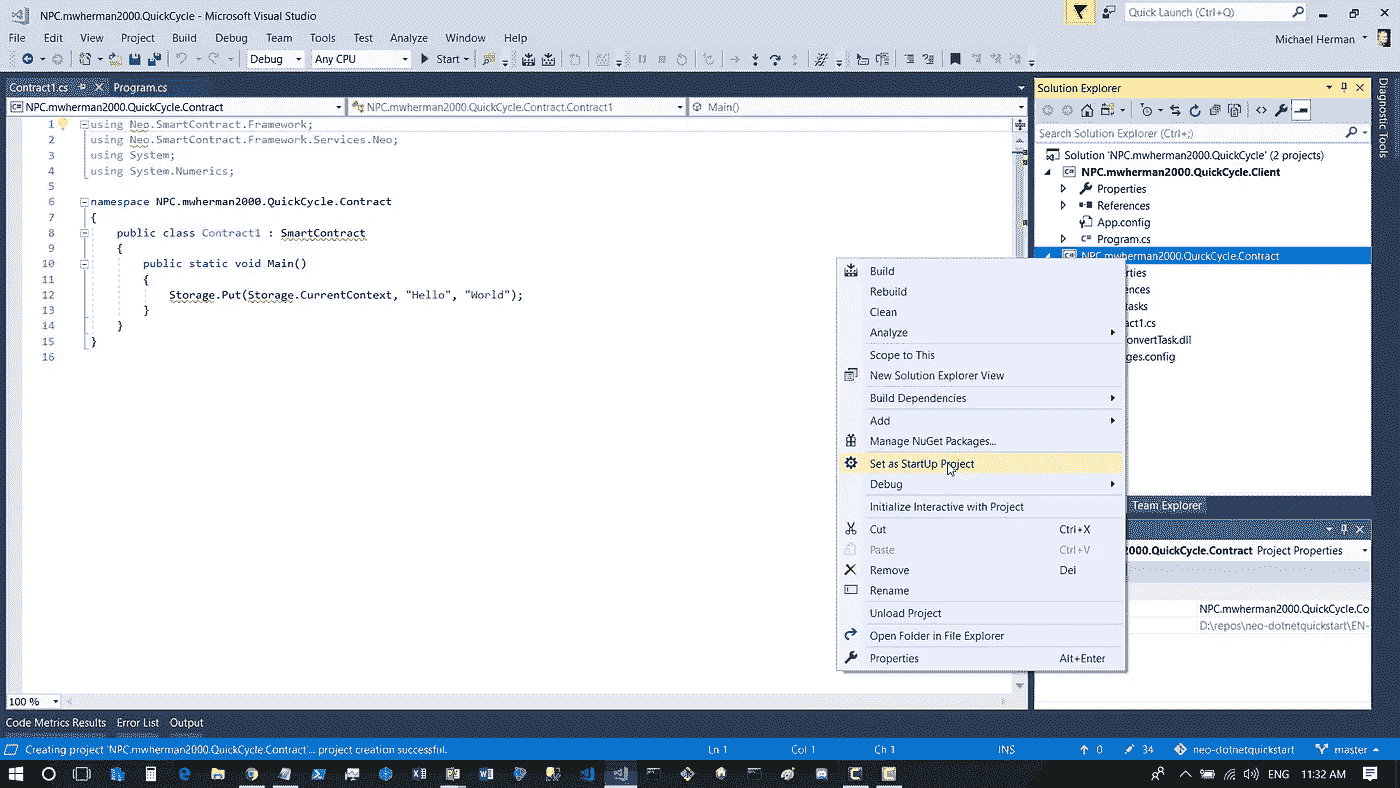 NPC.mwherman2000.QuickCycle - Microsoft Visual Studio
Quick Launch (Ctrl+Q)
File Edit View Project Build Debug Team Tools Test Analyze Window Help
Michael Herman
Debug Any CPU Start
Contract1.cs Program.cs
NPC.mwherman2000.QuickCycle.Contract NPC.mwherman2000.QuickCycle.Contract.Contract1 Main()
1 using Neo.SmartContract.Framework;
2 using Neo.SmartContract.Framework.Services.Neo;
3 using System;
4 using System.Numerics;
5
6 namespace NPC.mwherman2000.QuickCycle.Contract
7 {
8 public class Contract1 : SmartContract
9 {
10 public static void Main()
11 {
12 Storage.Put(Storage.CurrentContext, "Hello", "World");
13 }
14 }
15 }
16
100 %
Solution Explorer
Search Solution Explorer (Ctrl+;)
Solution 'NPC.mwherman2000.QuickCycle' (2 projects)
C# NPC.mwherman2000.QuickCycle.Client
Properties
References
App.config
C# Program.cs
C# NPC.mwherman2000.QuickCycle.Contract
rties
ences
tasks
act1.cs
onvertTask.dll
ges.config
Diagnostic Tools
Build
Rebuild
Clean
Analyze
Scope to This
New Solution Explorer View
Build Dependencies
Add
Manage NuGet Packages...
Set as StartUp Project
Debug
Initialize Interactive with Project
Cut Ctrl+X
Paste Ctrl+V
Remove Del
Rename
Unload Project
Open Folder in File Explorer
Properties Alt+Enter
Team Explorer
2000.QuickCycle.Contract Project Properties
NPC.mwherman2000.QuickCycle.Co
D:\repos\neo-dotnetquickstart\EN-
Code Metrics Results Error List Output
Creating project 'NPC.mwherman2000.QuickCycle.Contract'... project creation successful.
Ln 1 Col 1 Ch 1 INS 0 34 neo-dotnetquickstart master
ENG 11:32 AM